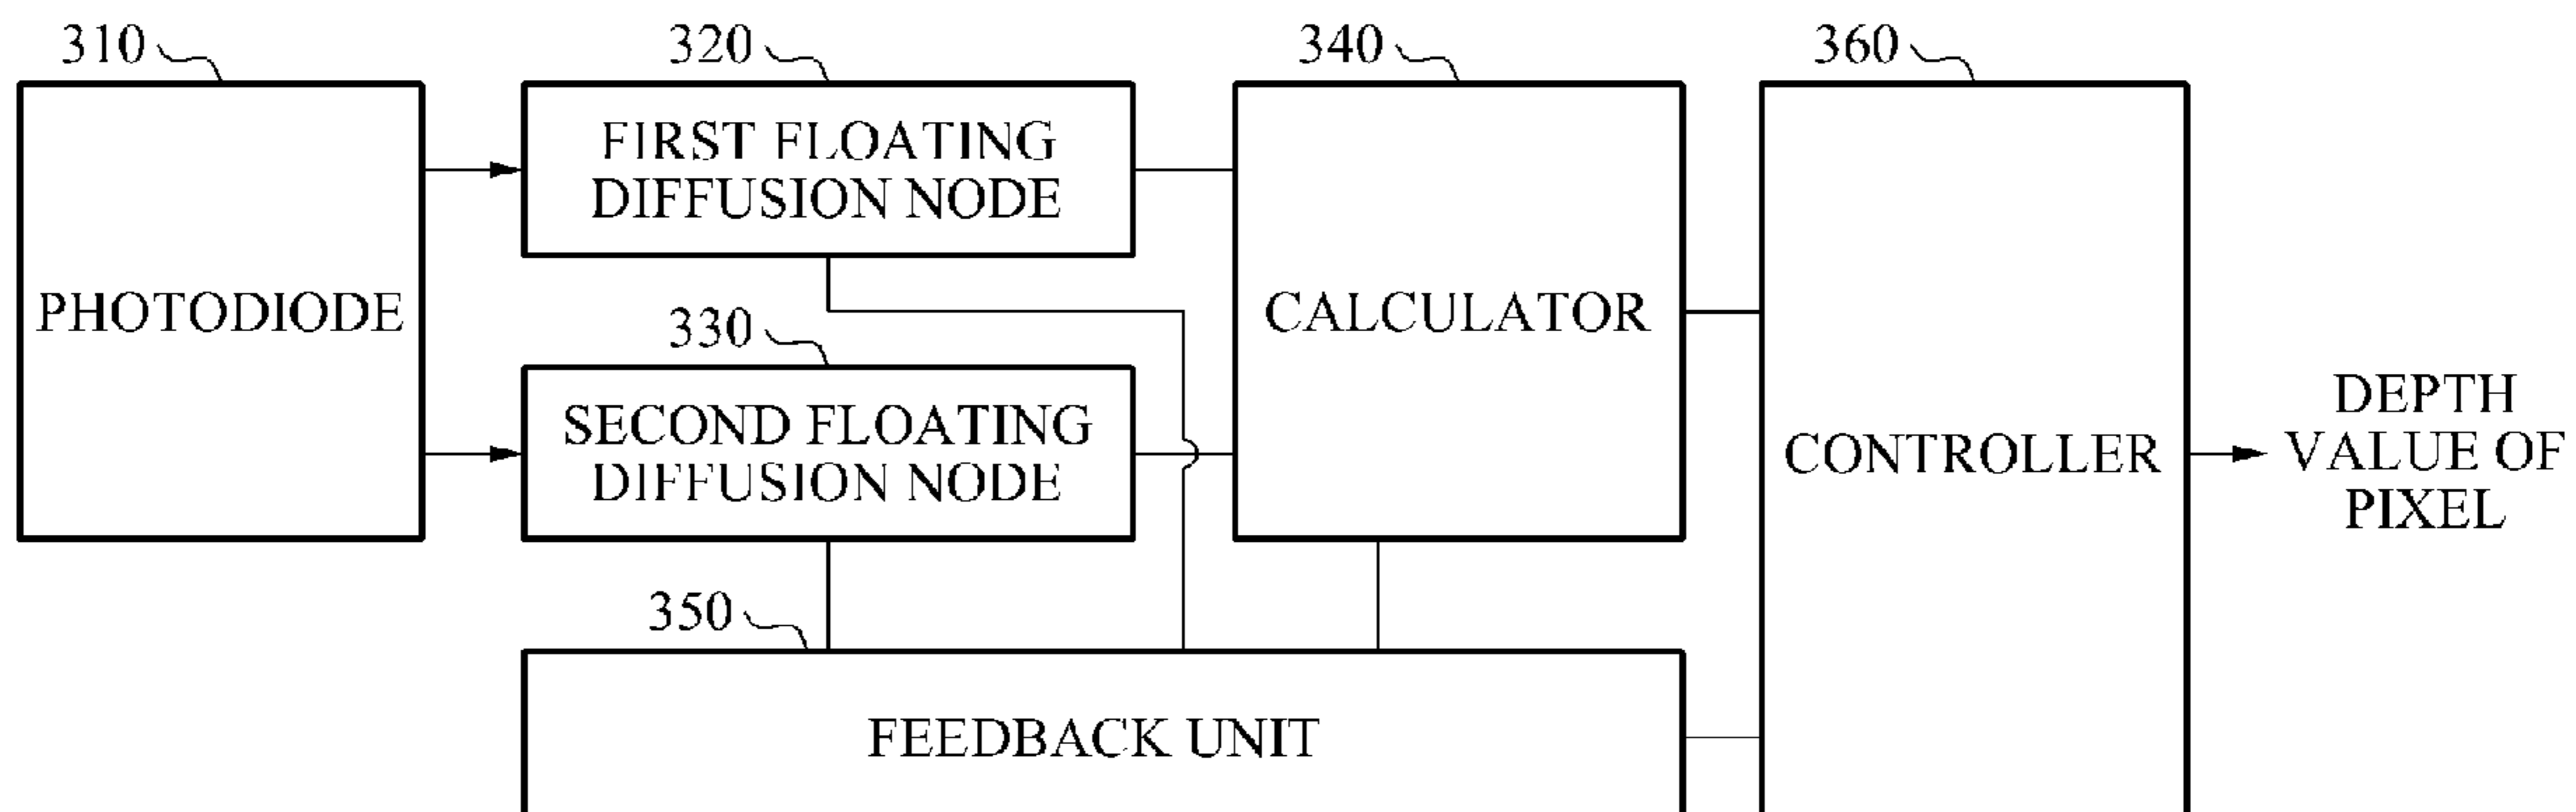 310
320
340
360
FIRST FLOATING
DIFFUSION NODE
PHOTODIODE
330
CALCULATOR
SECOND FLOATING
DIFFUSION NODE
CONTROLLER
DEPTH
VALUE OF
PIXEL
350
FEEDBACK UNIT